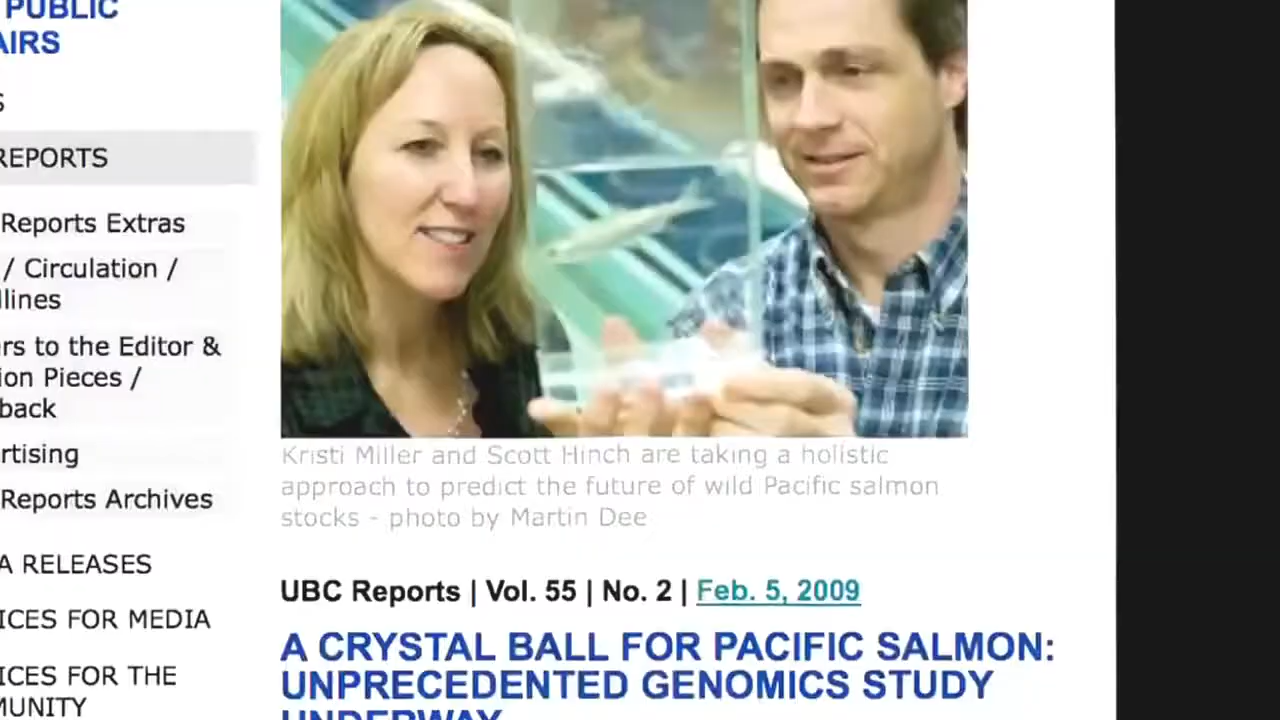 PUBLIC
AIRS
S
REPORTS
Reports Extras
/ Circulation /
llines
rs to the Editor &
ion Pieces /
back
rtising
Reports Archives
A RELEASES
ICES FOR MEDIA
ICES FOR THE
MUNITY
Kristi Miller and Scott Hinch are taking a holistic
approach to predict the future of wild Pacific salmon
stocks - photo by Martin Dee
UBC Reports | Vol. 55 | No. 2 | Feb. 5, 2009
A CRYSTAL BALL FOR PACIFIC SALMON:
UNPRECEDENTED GENOMICS STUDY
UNDERWAY